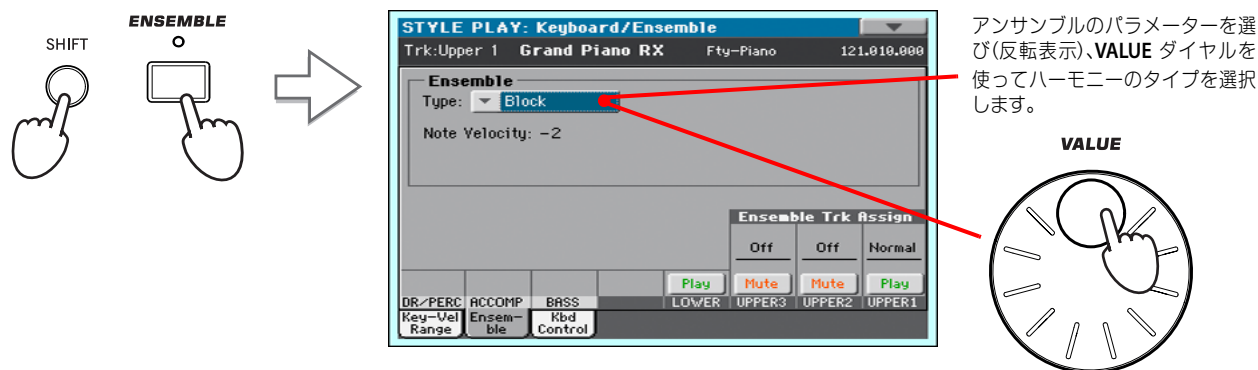 SHIFT
ENSEMBLE
STYLE PLAY: Keyboard/Ensemble
Trk:Upper 1 Grand Piano RX Fty-Piano 121.010.000
Ensemble
Type: Block
Note Velocity: -2
Ensemble Trk Assign
Off Off Normal
Play Mute Mute Play
DR/PERC ACCOMP BASS LOWER UPPER3 UPPER2 UPPER1
Key-Vel Range Ensem-ble Kbd Control
アンサンブルのパラメーターを選
び(反転表示)、VALUE ダイヤルを
使ってハーモニーのタイプを選択
します。
VALUE